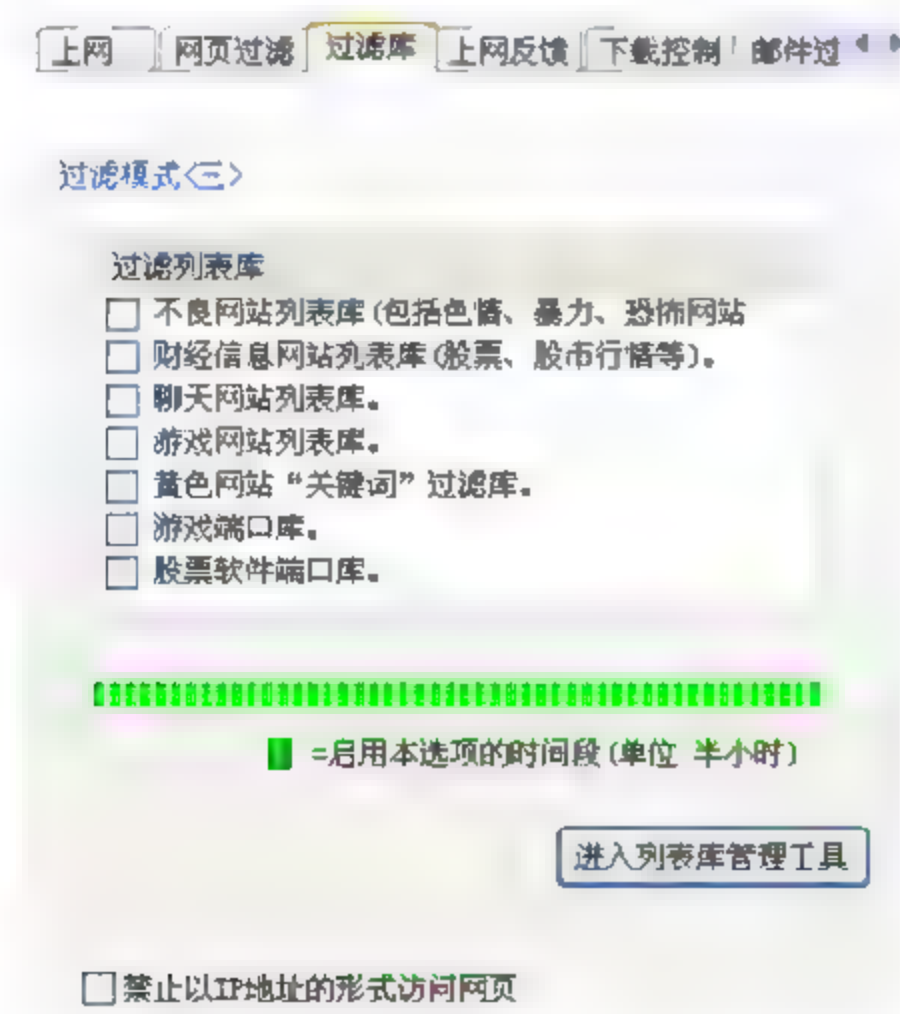 上网 网页过滤 过滤库 上网反馈 下载控制 邮件过
过滤模式<三>
过滤列表库
不良网站列表库(包括色情、暴力、恐怖网站
财经信息网站列表库(股票、股市行情等)。
聊天网站列表库。
游戏网站列表库。
黄色网站“关键词”过滤库。
游戏端口库。
股票软件端口库。
=启用本选项的时间段(单位 半小时)
进入列表库管理工具
禁止以IP地址的形式访问网页